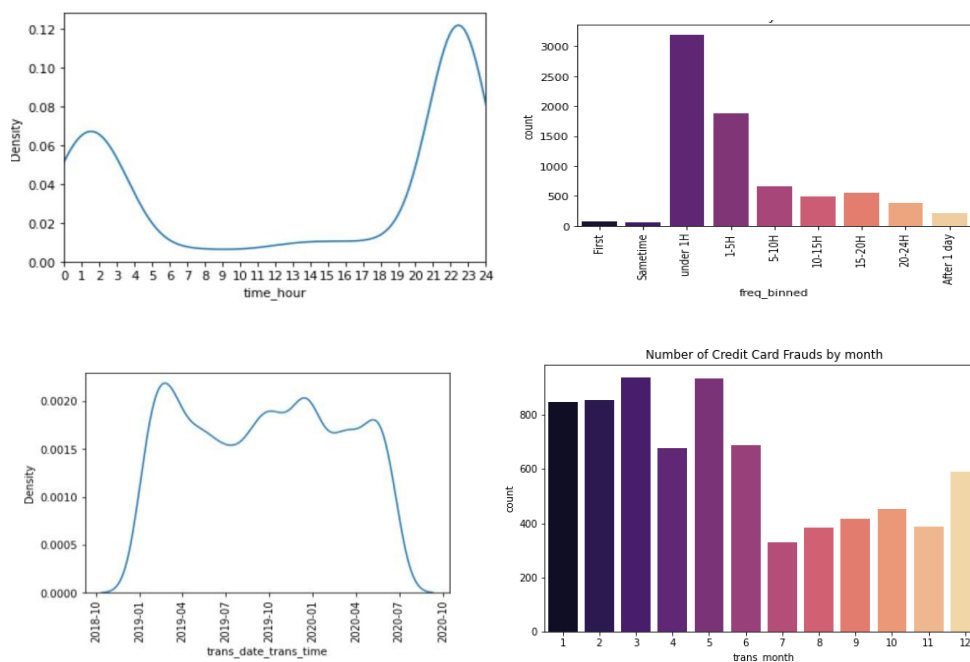 0.12
0.10
0.08
0.06
0.04
0.02
0.00
Density
0 1 2 3 4 5 6 7 8 9 10 11 12 13 14 15 16 17 18 19 20 21 22 23 24
time_hour
3000
2500
2000
1500
1000
500
0
count
First
Sametime
under 1H
1-5H
5-10H
10-15H
15-20H
20-24H
After 1 day
freq_binned
0.0020
0.0015
0.0010
0.0005
0.0000
Density
2018-10
2019-01
2019-04
2019-07
2019-10
2020-01
2020-04
2020-07
2020-10
trans_date_trans_time
Number of Credit Card Frauds by month
800
600
400
200
0
count
1 2 3 4 5 6 7 8 9 10 11 12
trans_month